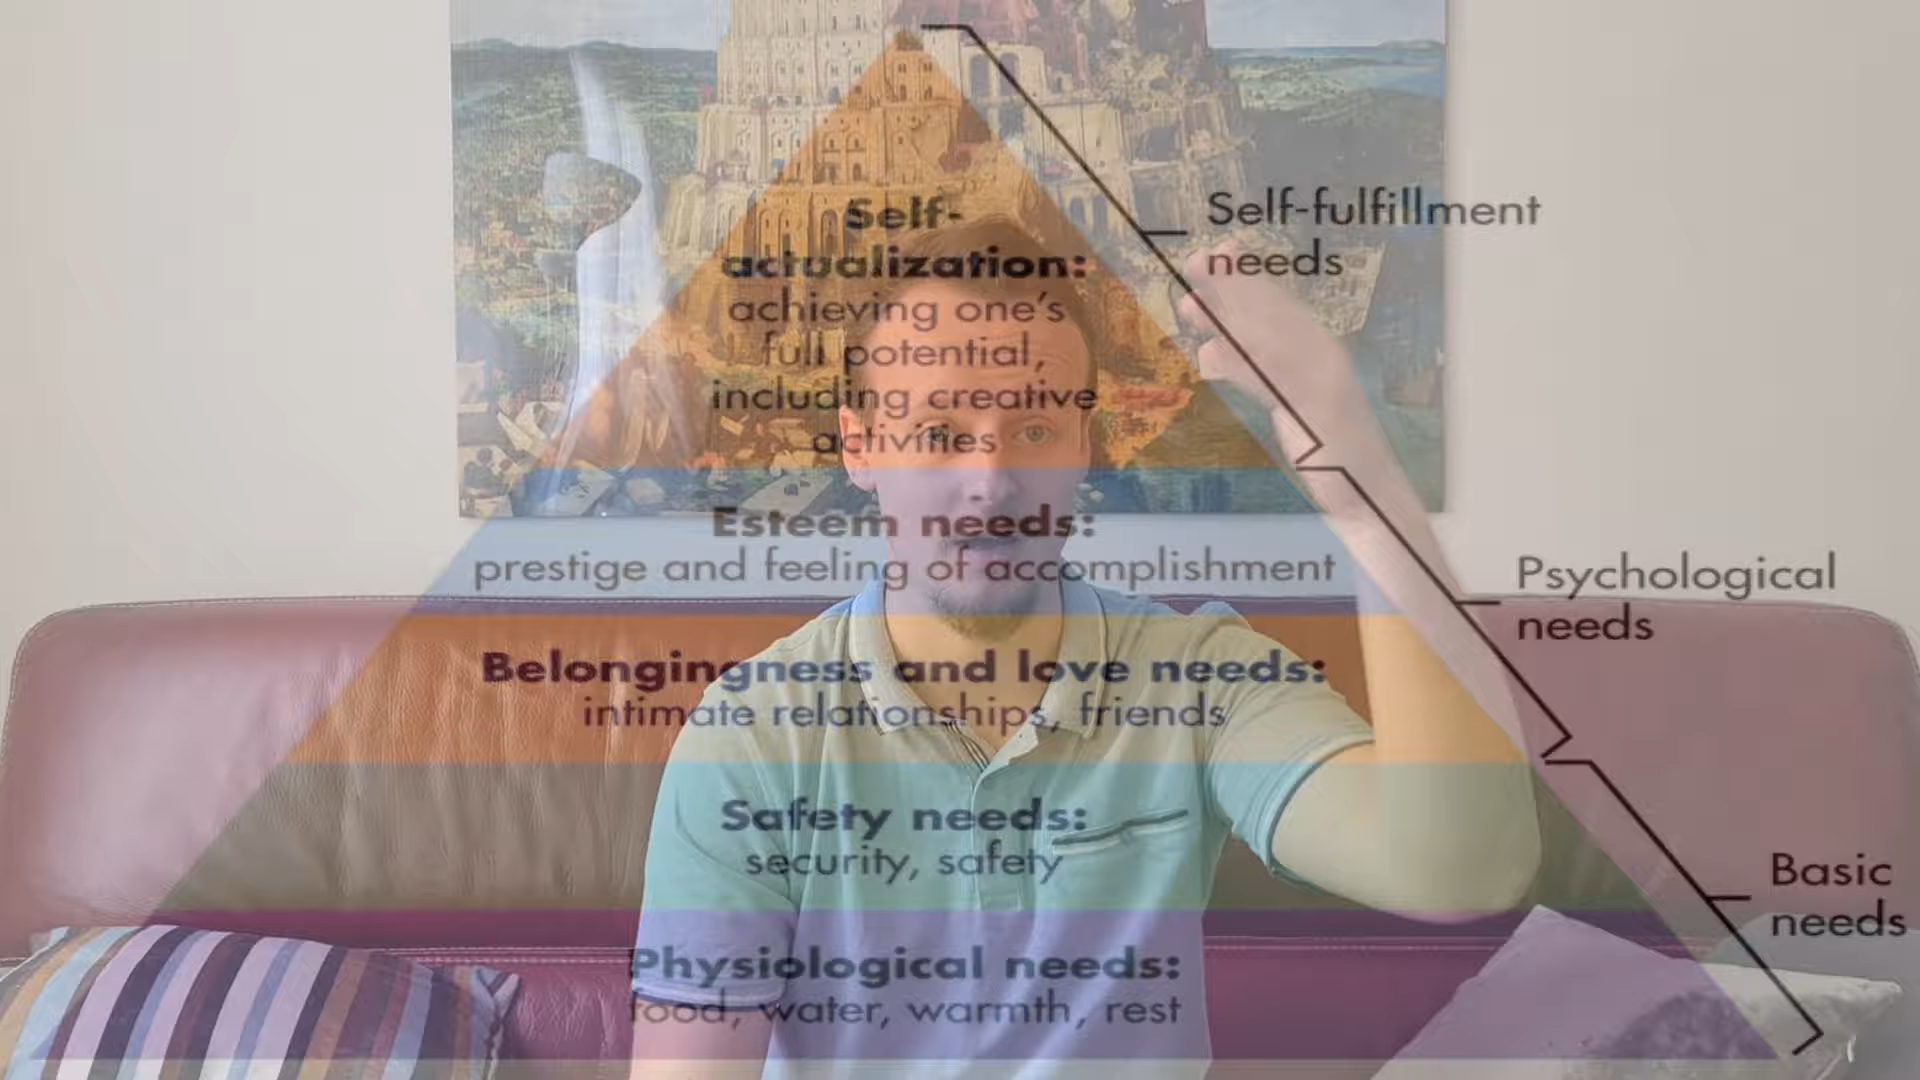 Self-
actualization:
achieving one's
full potential,
including creative
activities
Self-fulfillment
needs
Esteem needs:
prestige and feeling of accomplishment
Psychological
needs
Belongingness and love needs:
intimate relationships, friends
Safety needs:
security, safety
Basic
needs
Physiological needs:
food, water, warmth, rest